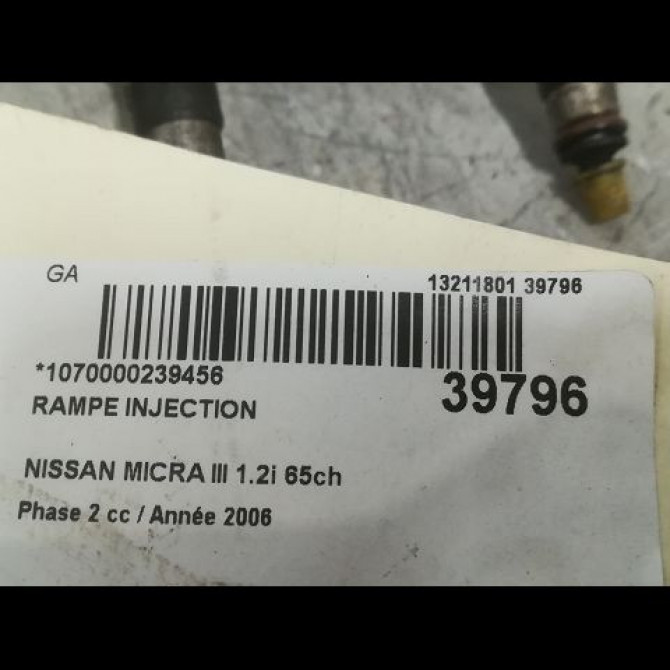 GA
13211801 39796
*1070000239456
39796
RAMPE INJECTION
NISSAN MICRA III 1.2i 65ch
Phase 2 cc / Année 2006